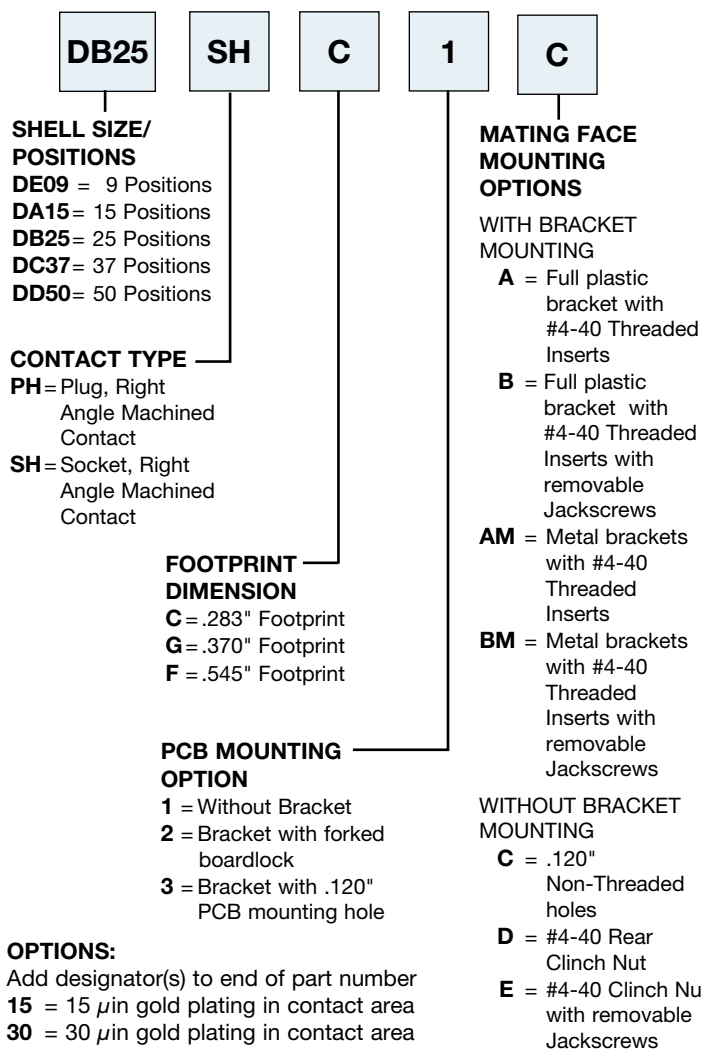 DB25 SH C 1 C
SHELL SIZE/
POSITIONS
DE09 = 9 Positions
DA15 = 15 Positions
DB25 = 25 Positions
DC37 = 37 Positions
DD50 = 50 Positions
CONTACT TYPE
PH = Plug, Right
Angle Machined
Contact
SH = Socket, Right
Angle Machined
Contact
FOOTPRINT
DIMENSION
C = .283" Footprint
G = .370" Footprint
F = .545" Footprint
PCB MOUNTING
OPTION
1 = Without Bracket
2 = Bracket with forked
boardlock
3 = Bracket with .120"
PCB mounting hole
OPTIONS:
Add designator(s) to end of part number
15 = 15 µin gold plating in contact area
30 = 30 µin gold plating in contact area
MATING FACE
MOUNTING
OPTIONS
WITH BRACKET
MOUNTING
A = Full plastic
bracket with
#4-40 Threaded
Inserts
B = Full plastic
bracket with
#4-40 Threaded
Inserts with
removable
Jackscrews
AM = Metal brackets
with #4-40
Threaded
Inserts
BM = Metal brackets
with #4-40
Threaded
Inserts with
removable
Jackscrews
WITHOUT BRACKET
MOUNTING
C = .120"
Non-Threaded
holes
D = #4-40 Rear
Clinch Nut
E = #4-40 Clinch Nu
with removable
Jackscrews